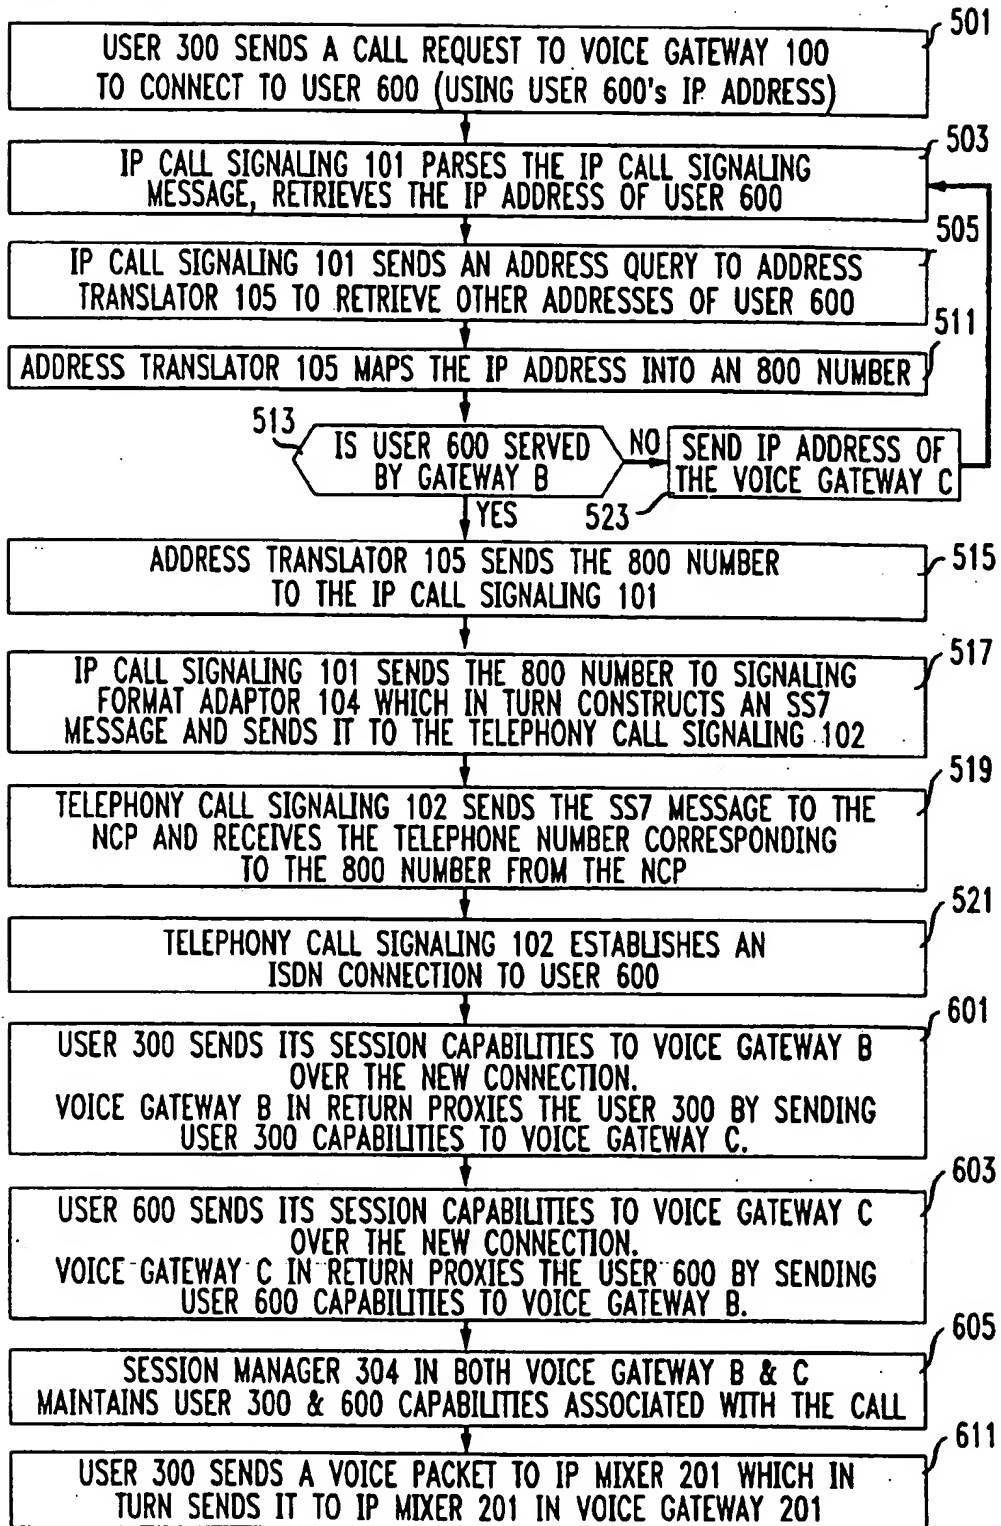 501
USER 300 SENDS A CALL REQUEST TO VOICE GATEWAY 100
TO CONNECT TO USER 600 (USING USER 600's IP ADDRESS)
503
IP CALL SIGNALING 101 PARSES THE IP CALL SIGNALING
MESSAGE, RETRIEVES THE IP ADDRESS OF USER 600
505
IP CALL SIGNALING 101 SENDS AN ADDRESS QUERY TO ADDRESS
TRANSLATOR 105 TO RETRIEVE OTHER ADDRESSES OF USER 600
511
ADDRESS TRANSLATOR 105 MAPS THE IP ADDRESS INTO AN 800 NUMBER
513
IS USER 600 SERVED
BY GATEWAY B
NO
SEND IP ADDRESS OF
THE VOICE GATEWAY C
523
YES
515
ADDRESS TRANSLATOR 105 SENDS THE 800 NUMBER
TO THE IP CALL SIGNALING 101
517
IP CALL SIGNALING 101 SENDS THE 800 NUMBER TO SIGNALING
FORMAT ADAPTOR 104 WHICH IN TURN CONSTRUCTS AN SS7
MESSAGE AND SENDS IT TO THE TELEPHONY CALL SIGNALING 102
519
TELEPHONY CALL SIGNALING 102 SENDS THE SS7 MESSAGE TO THE
NCP AND RECEIVES THE TELEPHONE NUMBER CORRESPONDING
TO THE 800 NUMBER FROM THE NCP
521
TELEPHONY CALL SIGNALING 102 ESTABLISHES AN
ISDN CONNECTION TO USER 600
601
USER 300 SENDS ITS SESSION CAPABILITIES TO VOICE GATEWAY B
OVER THE NEW CONNECTION.
VOICE GATEWAY B IN RETURN PROXIES THE USER 300 BY SENDING
USER 300 CAPABILITIES TO VOICE GATEWAY C.
603
USER 600 SENDS ITS SESSION CAPABILITIES TO VOICE GATEWAY C
OVER THE NEW CONNECTION.
VOICE GATEWAY C IN RETURN PROXIES THE USER 600 BY SENDING
USER 600 CAPABILITIES TO VOICE GATEWAY B.
605
SESSION MANAGER 304 IN BOTH VOICE GATEWAY B & C
MAINTAINS USER 300 & 600 CAPABILITIES ASSOCIATED WITH THE CALL
611
USER 300 SENDS A VOICE PACKET TO IP MIXER 201 WHICH IN
TURN SENDS IT TO IP MIXER 201 IN VOICE GATEWAY 201